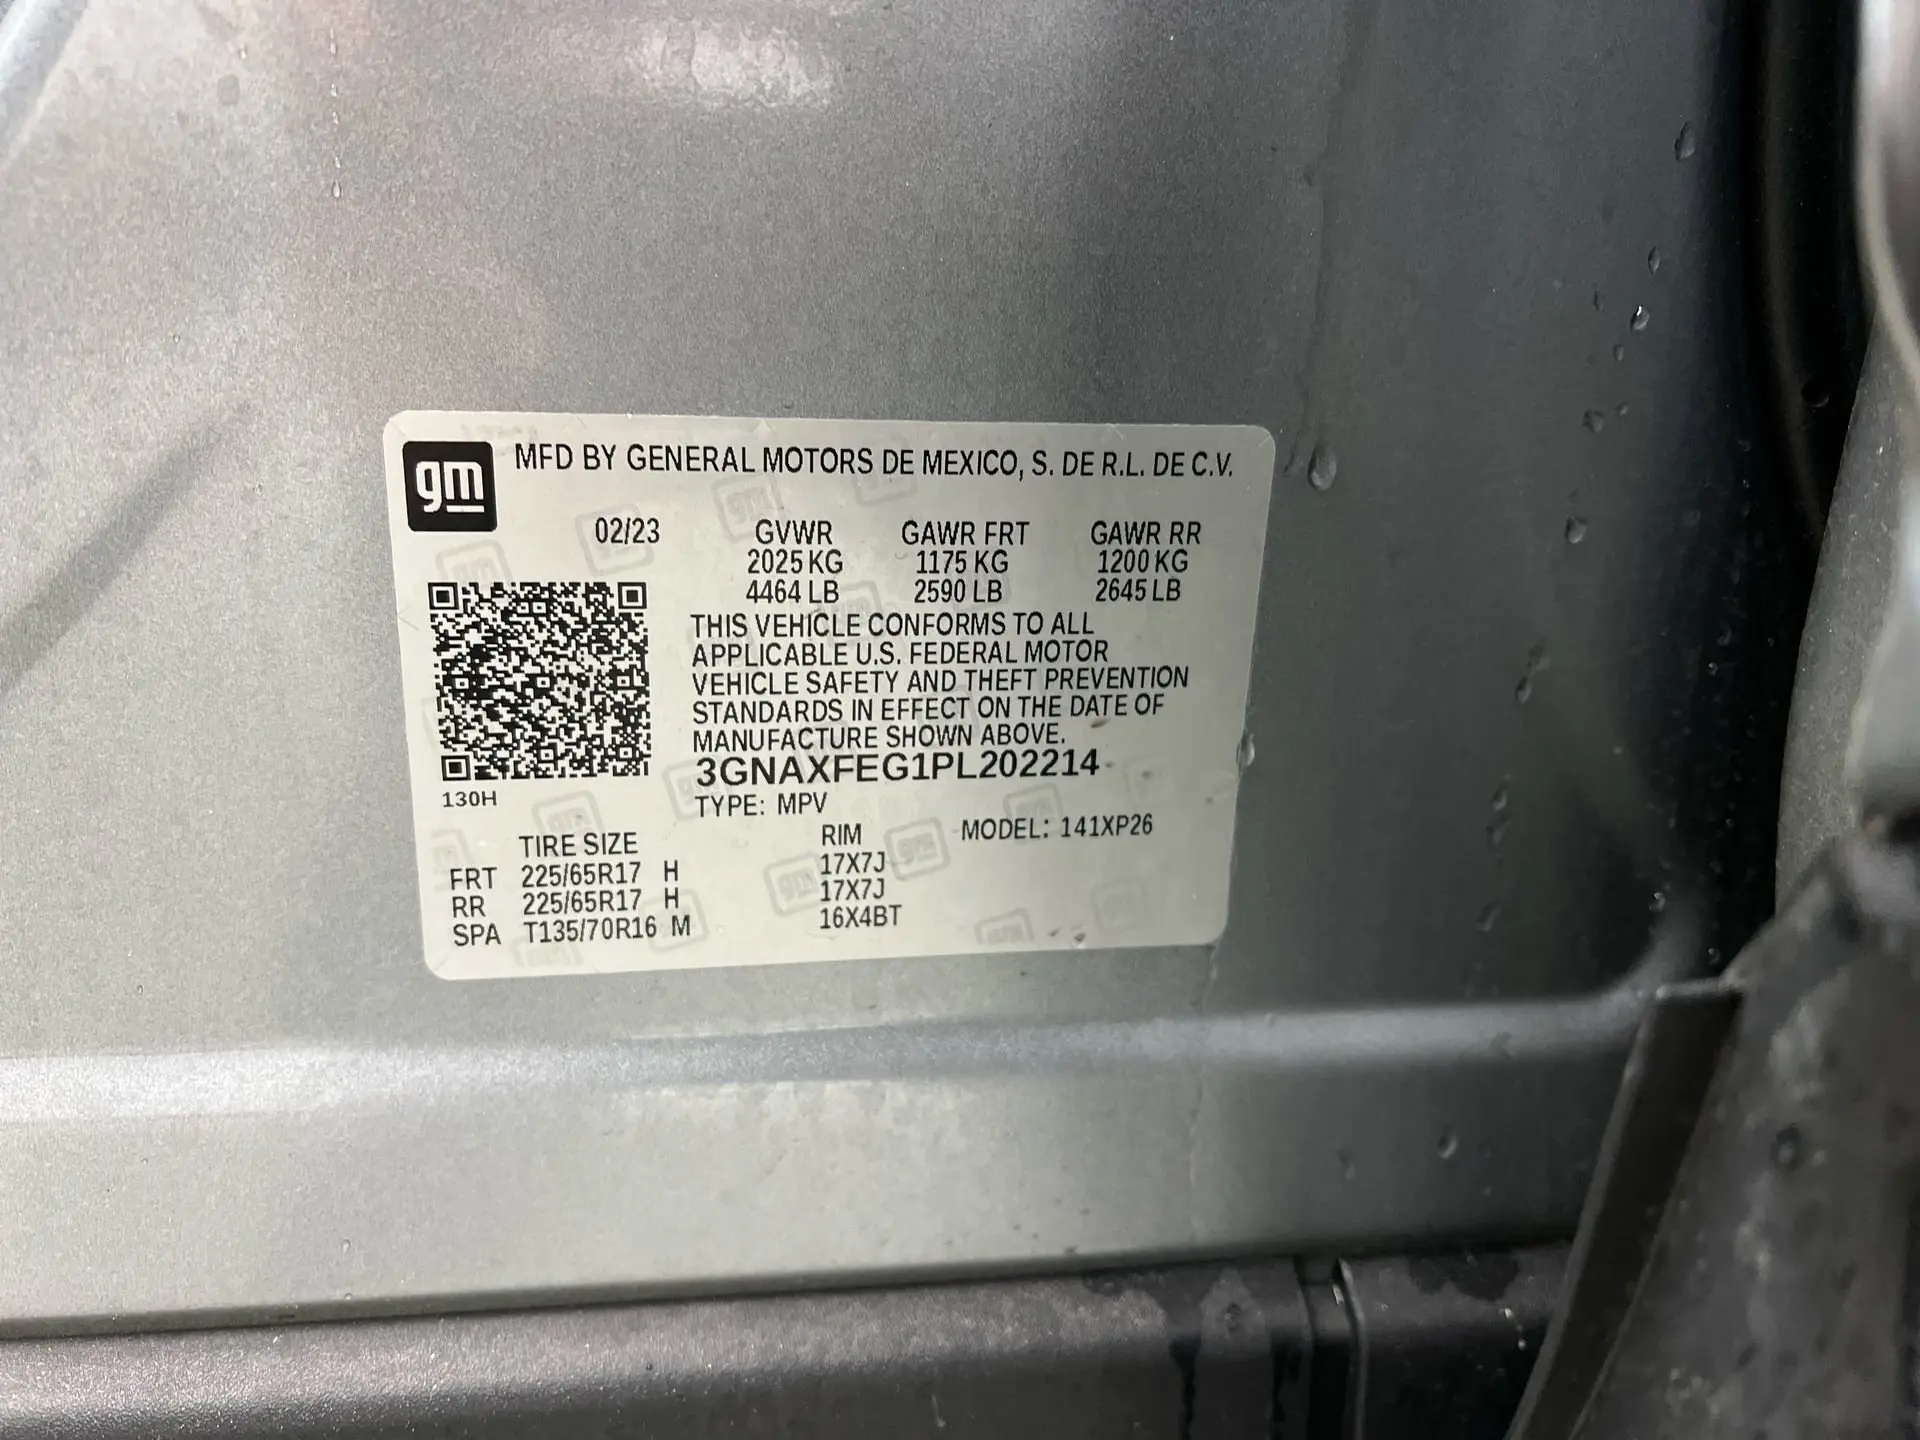 gm
MFD BY GENERAL MOTORS DE MEXICO, S. DE R.L. DE C.V.
02/23 GVWR GAWR FRT GAWR RR
2025 KG 1175 KG 1200 KG
4464 LB 2590 LB 2645 LB
THIS VEHICLE CONFORMS TO ALL
APPLICABLE U.S. FEDERAL MOTOR
VEHICLE SAFETY AND THEFT PREVENTION
STANDARDS IN EFFECT ON THE DATE OF
MANUFACTURE SHOWN ABOVE.
3GNAXFEG1PL202214
130H
TYPE: MPV
TIRE SIZE RIM MODEL: 141XP26
FRT 225/65R17 H 17X7J
RR 225/65R17 H 17X7J
SPA T135/70R16 M 16X4BT